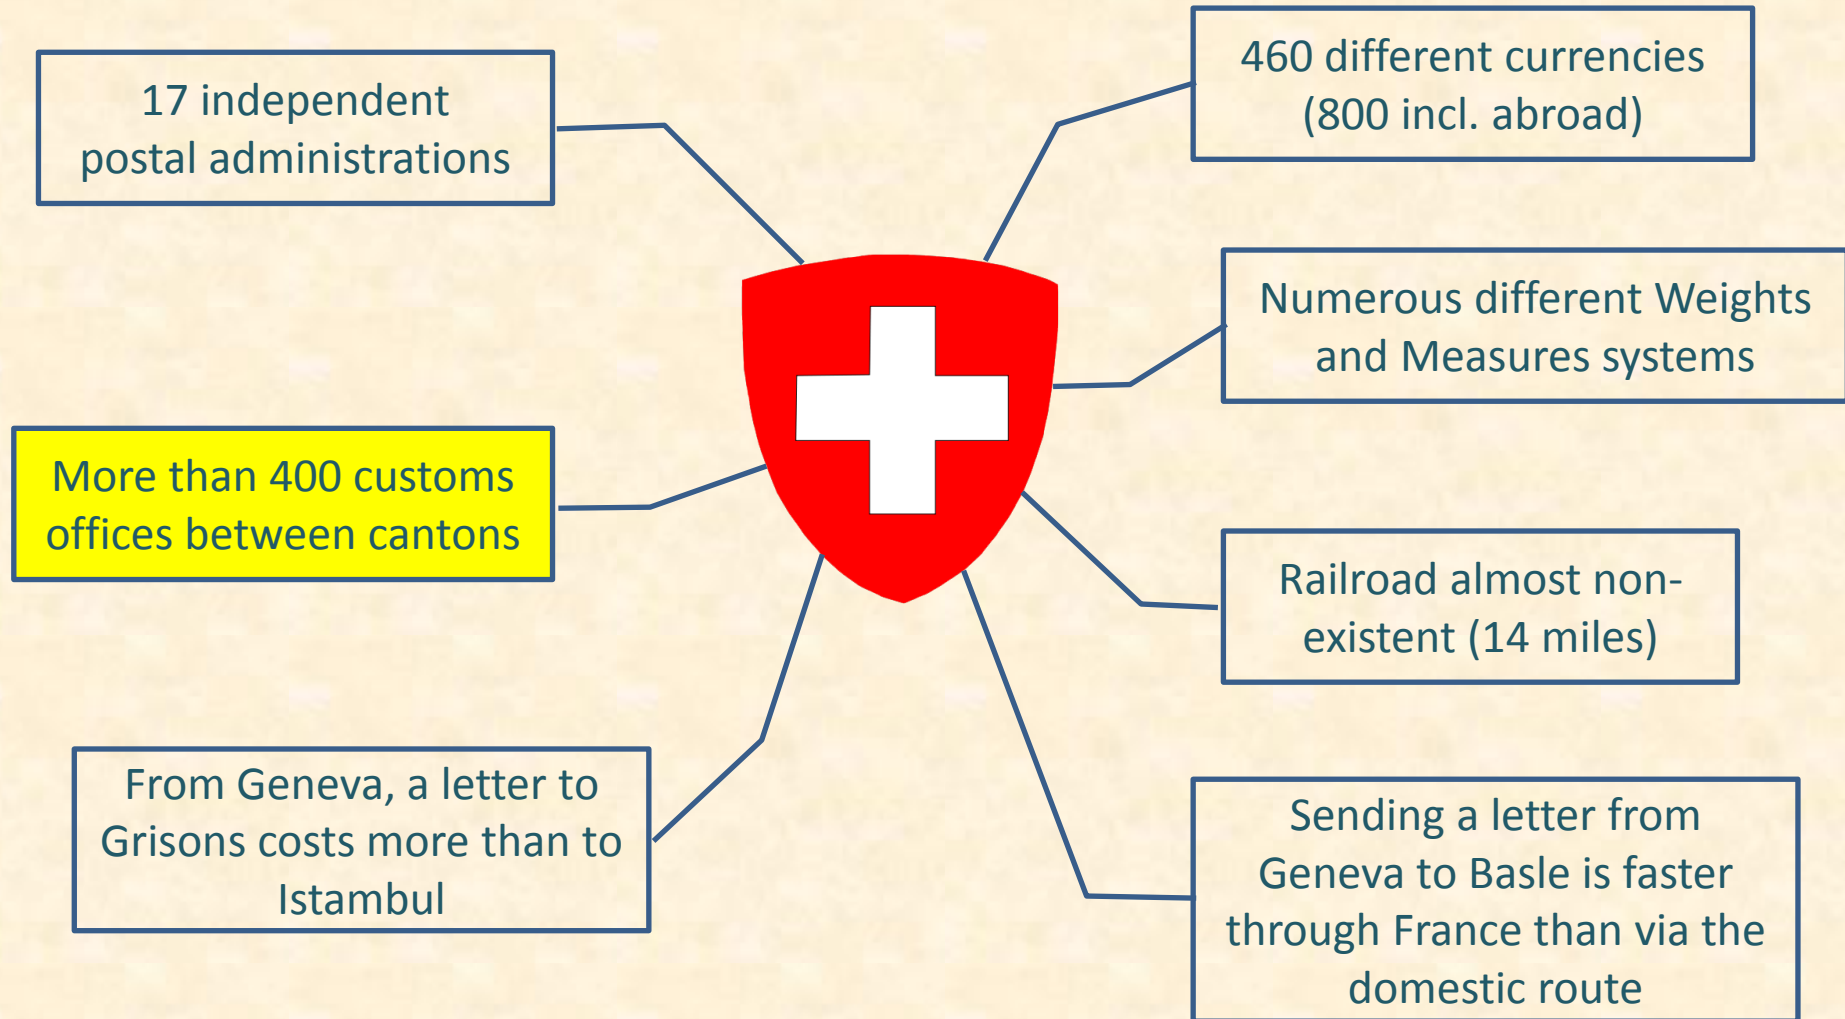 17 independent
postal administrations
460 different currencies
(800 incl. abroad)
Numerous different Weights
and Measures systems
More than 400 customs
offices between cantons
Railroad almost non-
existent (14 miles)
From Geneva, a letter to
Grisons costs more than to
Istambul
Sending a letter from
Geneva to Basle is faster
through France than via the
domestic route